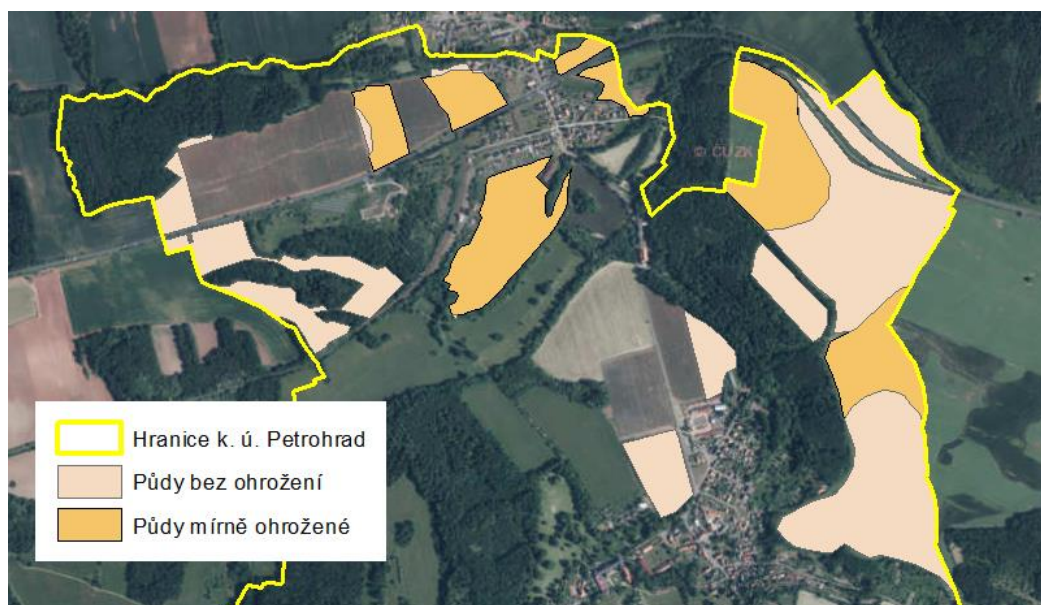 © ČÚZK
Hranice k. ú. Petrohrad
Půdy bez ohrožení
Půdy mírně ohrožené